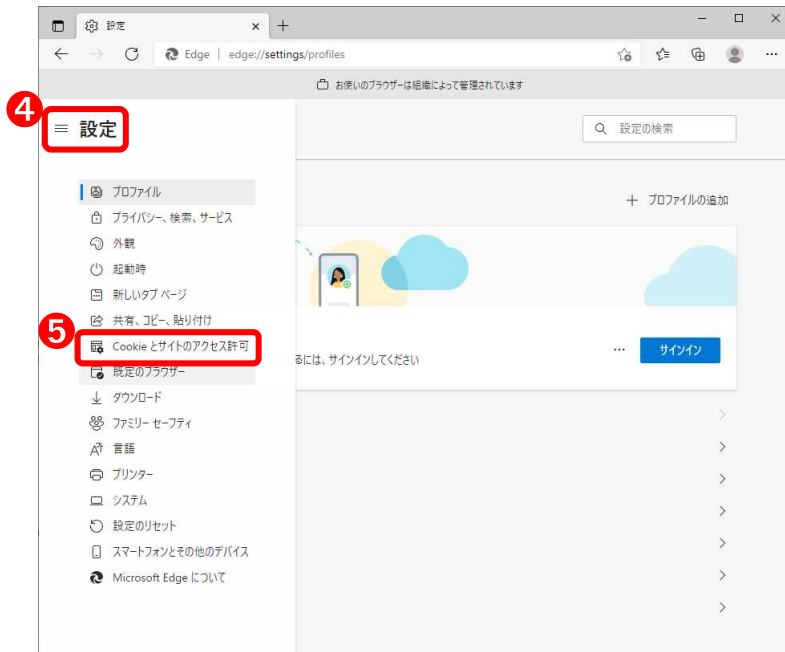 設定
Edge edge://settings/profiles
お使いのブラウザーは組織によって管理されています
4
設定
設定の検索
プロファイル
プロファイルの追加
プライバシー、検索、サービス
外観
起動時
新しいタブ ページ
共有、コピー、貼り付け
5
Cookie とサイトのアクセス許可
るには、サインインしてください
サインイン
既定のブラウザー
ダウンロード
ファミリー セーフティ
言語
プリンター
システム
設定のリセット
スマートフォンとその他のデバイス
Microsoft Edge について